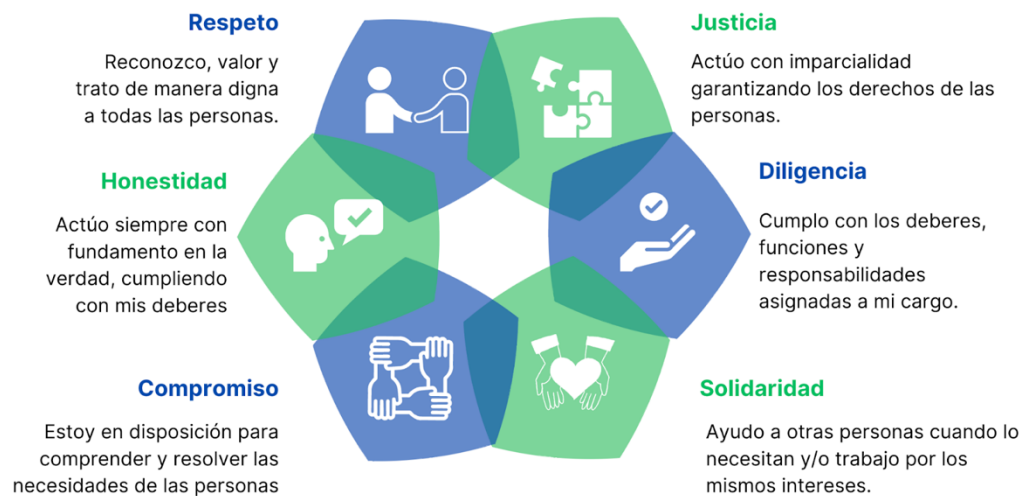 Respeto
Reconozco, valor y
trato de manera digna
a todas las personas.
Justicia
Actúo con imparcialidad
garantizando los derechos de las
personas.
Honestidad
Actúo siempre con
fundamento en la
verdad, cumpliendo
con mis deberes
Diligencia
Cumplo con los deberes,
funciones y
responsabilidades
asignadas a mi cargo.
Compromiso
Estoy en disposición para
comprender y resolver las
necesidades de las personas
Solidaridad
Ayudo a otras personas cuando lo
necesitan y/o trabajo por los
mismos intereses.